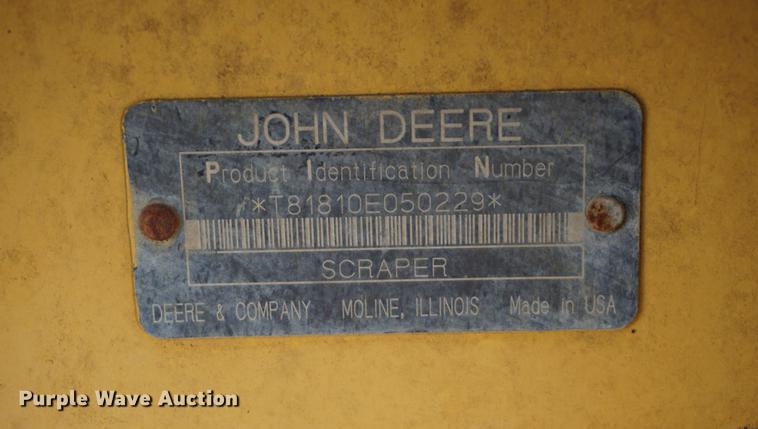 JOHN DEERE
Product Identification Number
*T81810E050229*
SCRAPER
DEERE & COMPANY MOLINE, ILLINOIS Made in USA
Purple Wave Auction